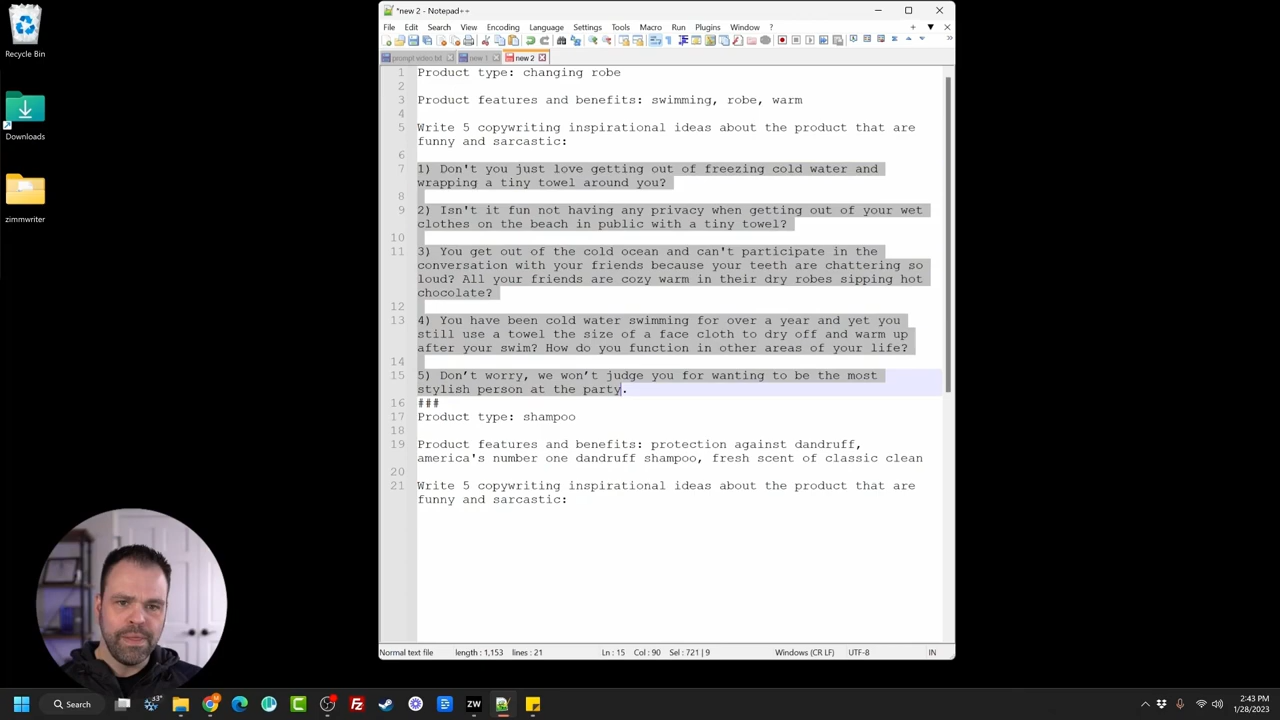 Recycle Bin
Downloads
zimmwriter
*new 2 - Notepad++
File Edit Search View Encoding Language Settings Tools Macro Run Plugins Window ?
prompt video.txt new 1 new 2
1 Product type: changing robe
2
3 Product features and benefits: swimming, robe, warm
4
5 Write 5 copywriting inspirational ideas about the product that are
funny and sarcastic:
6
7 1) Don't you just love getting out of freezing cold water and
wrapping a tiny towel around you?
8
9 2) Isn't it fun not having any privacy when getting out of your wet
clothes on the beach in public with a tiny towel?
10
11 3) You get out of the cold ocean and can't participate in the
conversation with your friends because your teeth are chattering so
loud? All your friends are cozy warm in their dry robes sipping hot
chocolate?
12
13 4) You have been cold water swimming for over a year and yet you
still use a towel the size of a face cloth to dry off and warm up
after your swim? How do you function in other areas of your life?
14
15 5) Don’t worry, we won’t judge you for wanting to be the most
stylish person at the party.
16 ###
17 Product type: shampoo
18
19 Product features and benefits: protection against dandruff,
america's number one dandruff shampoo, fresh scent of classic clean
20
21 Write 5 copywriting inspirational ideas about the product that are
funny and sarcastic:
Normal text file length : 1,153 lines : 21 Ln : 15 Col : 90 Sel : 721 | 9 Windows (CR LF) UTF-8 IN
Search 33° ZW
2:43 PM
1/28/2023